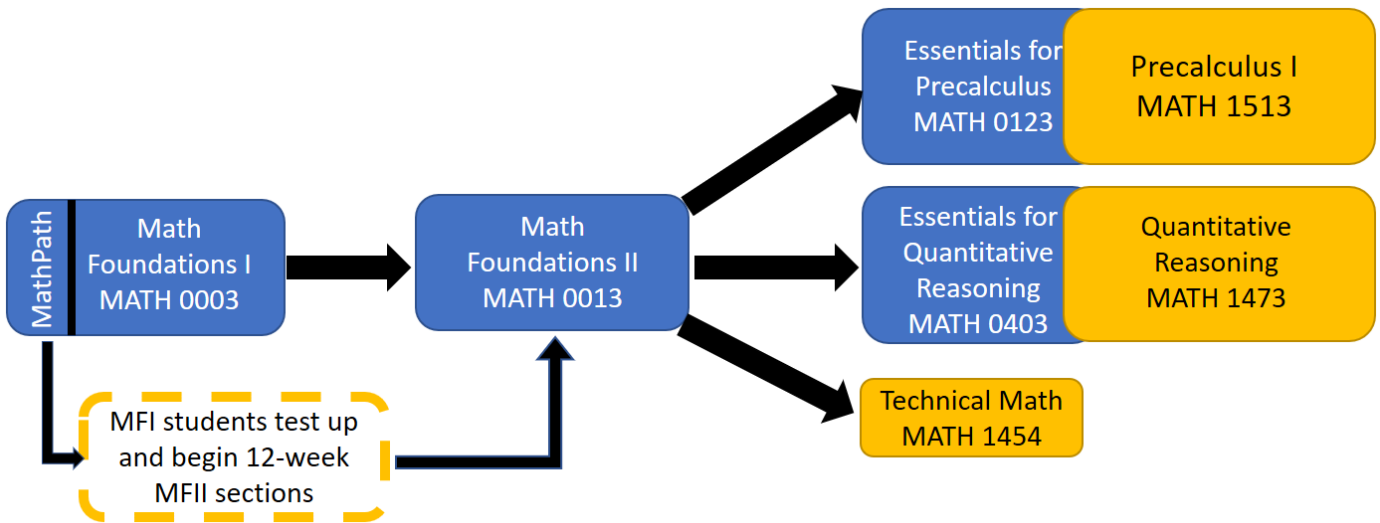 MathPath
Math
Foundations I
MATH 0003
MFI students test up
and begin 12-week
MFII sections
Math
Foundations II
MATH 0013
Essentials for
Precalculus
MATH 0123
Precalculus I
MATH 1513
Essentials for
Quantitative
Reasoning
MATH 0403
Quantitative
Reasoning
MATH 1473
Technical Math
MATH 1454